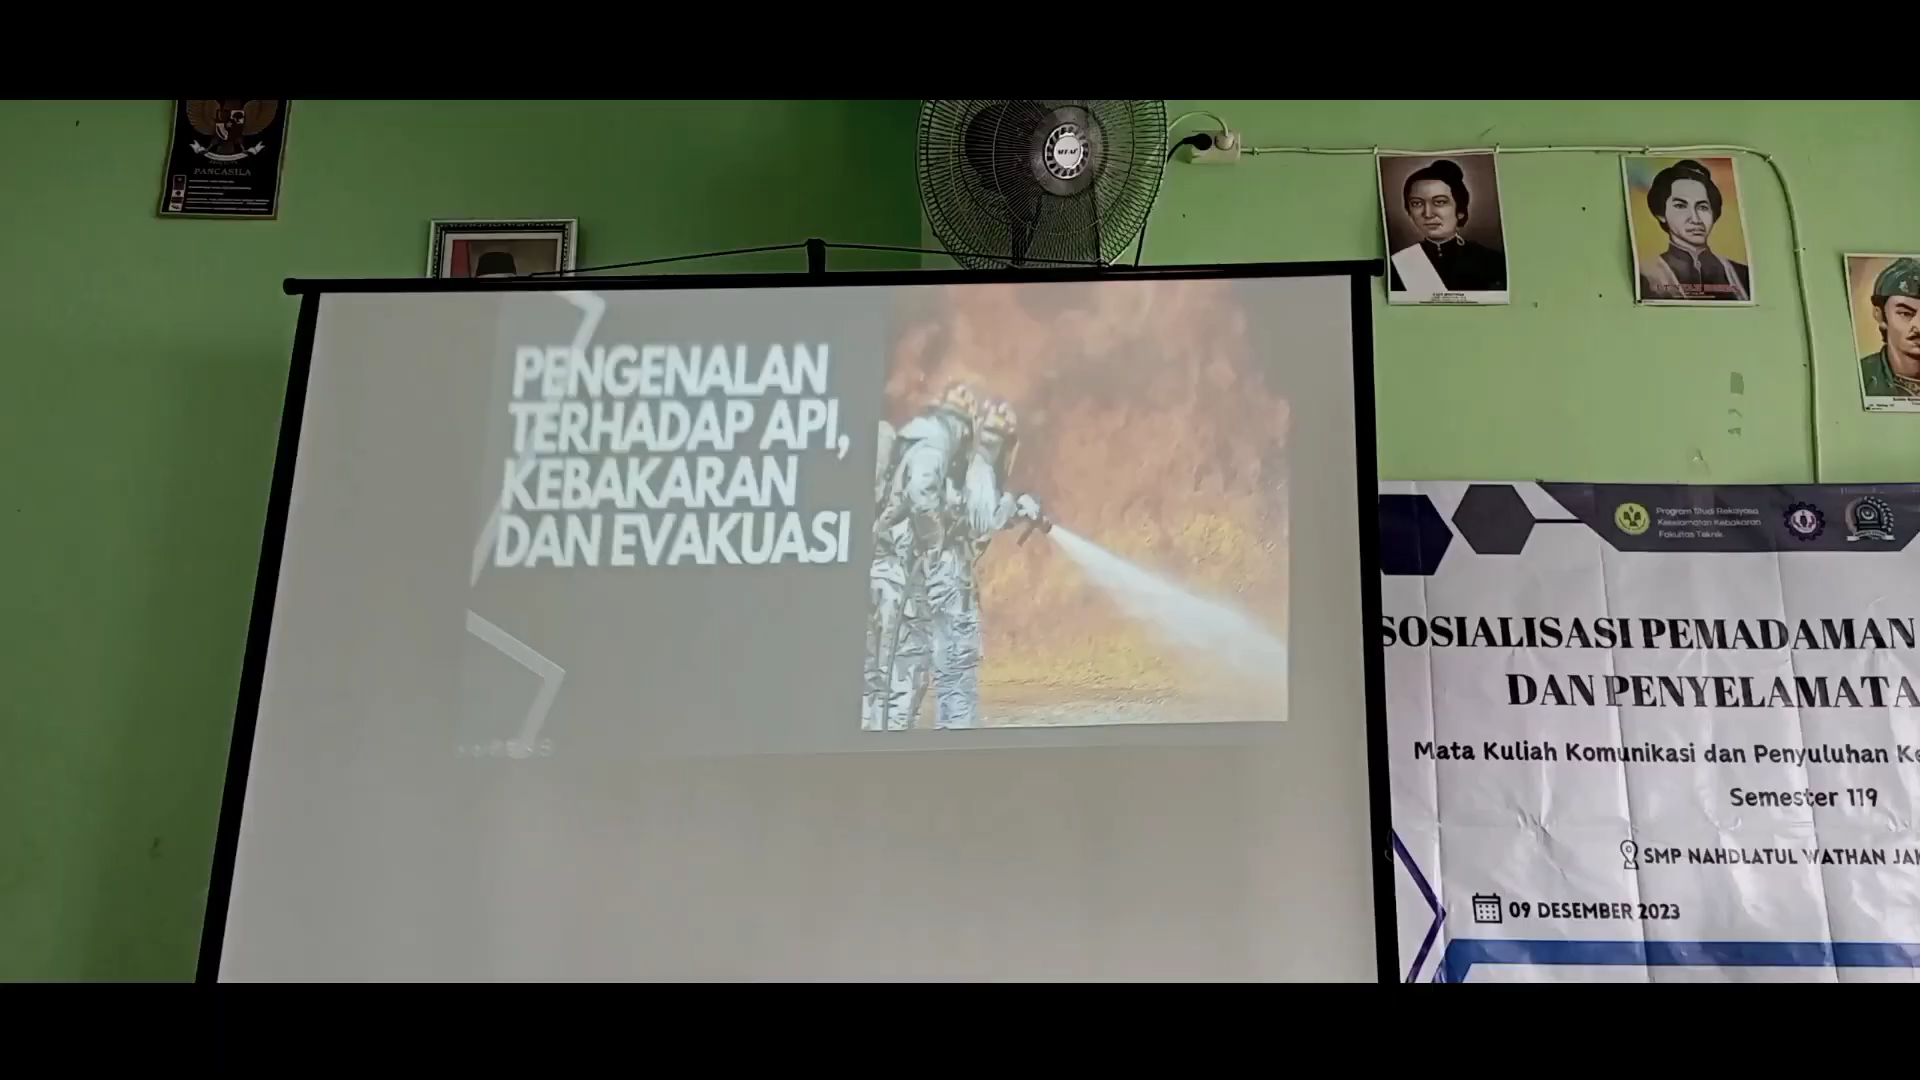 PANCASILA
PENGENALAN
TERHADAP API,
KEBAKARAN
DAN EVAKUASI
Program Studi Rekayasa
Keselamatan Kebakaran
Fakultas Teknik
SOSIALISASI PEMADAMAN
DAN PENYELAMATA
Mata Kuliah Komunikasi dan Penyuluhan Ke
Semester 119
SMP NAHDLATUL WATHAN JAK
09 DESEMBER 2023